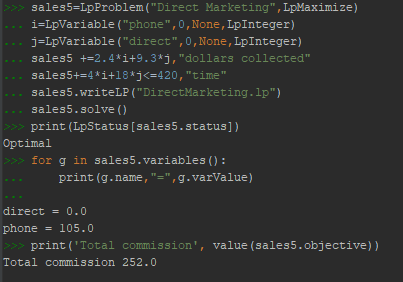 >>> sales5=LpProblem("Direct Marketing",LpMaximize)
... i=LpVariable("phone",0,None,LpInteger)
... j=LpVariable("direct",0,None,LpInteger)
... sales5 +=2.4*i+9.3*j,"dollars collected"
... sales5+=4*i+18*j<=420,"time"
... sales5.writeLP("DirectMarketing.lp")
... sales5.solve()
>>> print(LpStatus[sales5.status])
Optimal
>>> for g in sales5.variables():
...     print(g.name,"=",g.varValue)
...
direct = 0.0
phone = 105.0
>>> print('Total commission', value(sales5.objective))
Total commission 252.0